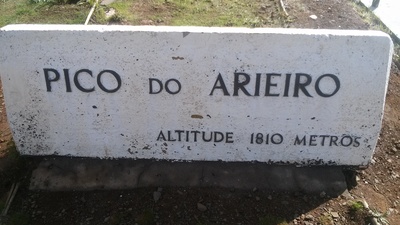 PICO DO ARIEIRO
ALTITUDE 1810 METROS